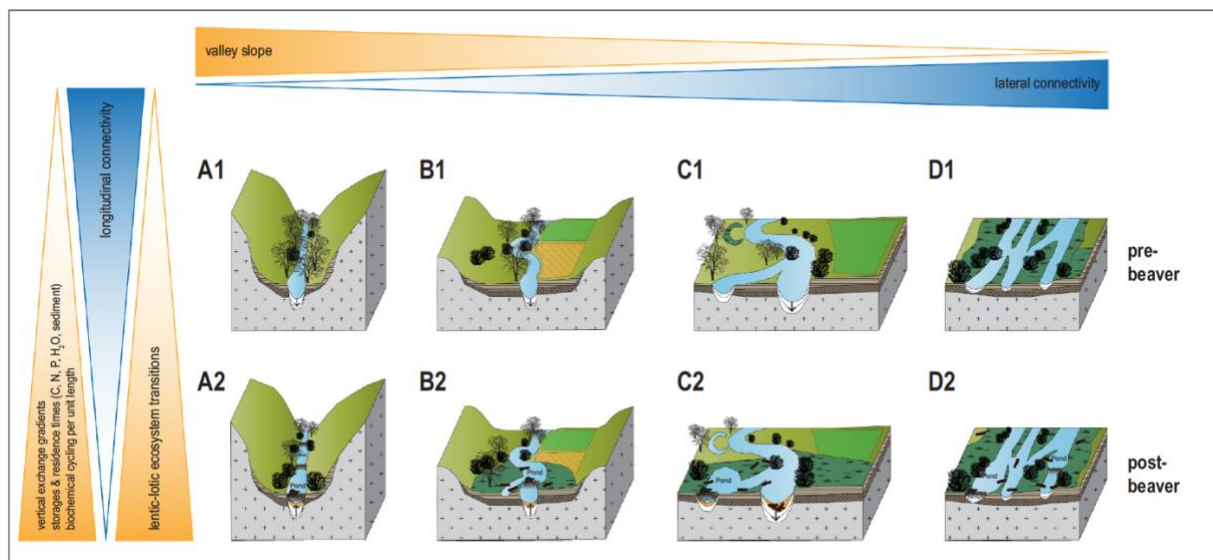 valley slope
lateral connectivity
vertical exchange gradients
storages & residence times (C, N, P, H₂O, sediment)
biochemical cycling per unit length
longitudinal connectivity
lentic-lotic ecosystem transitions
A1
B1
C1
D1
pre-
beaver
A2
B2
C2
D2
Pond
Pond
Pond
Pond
Pond
post-
beaver